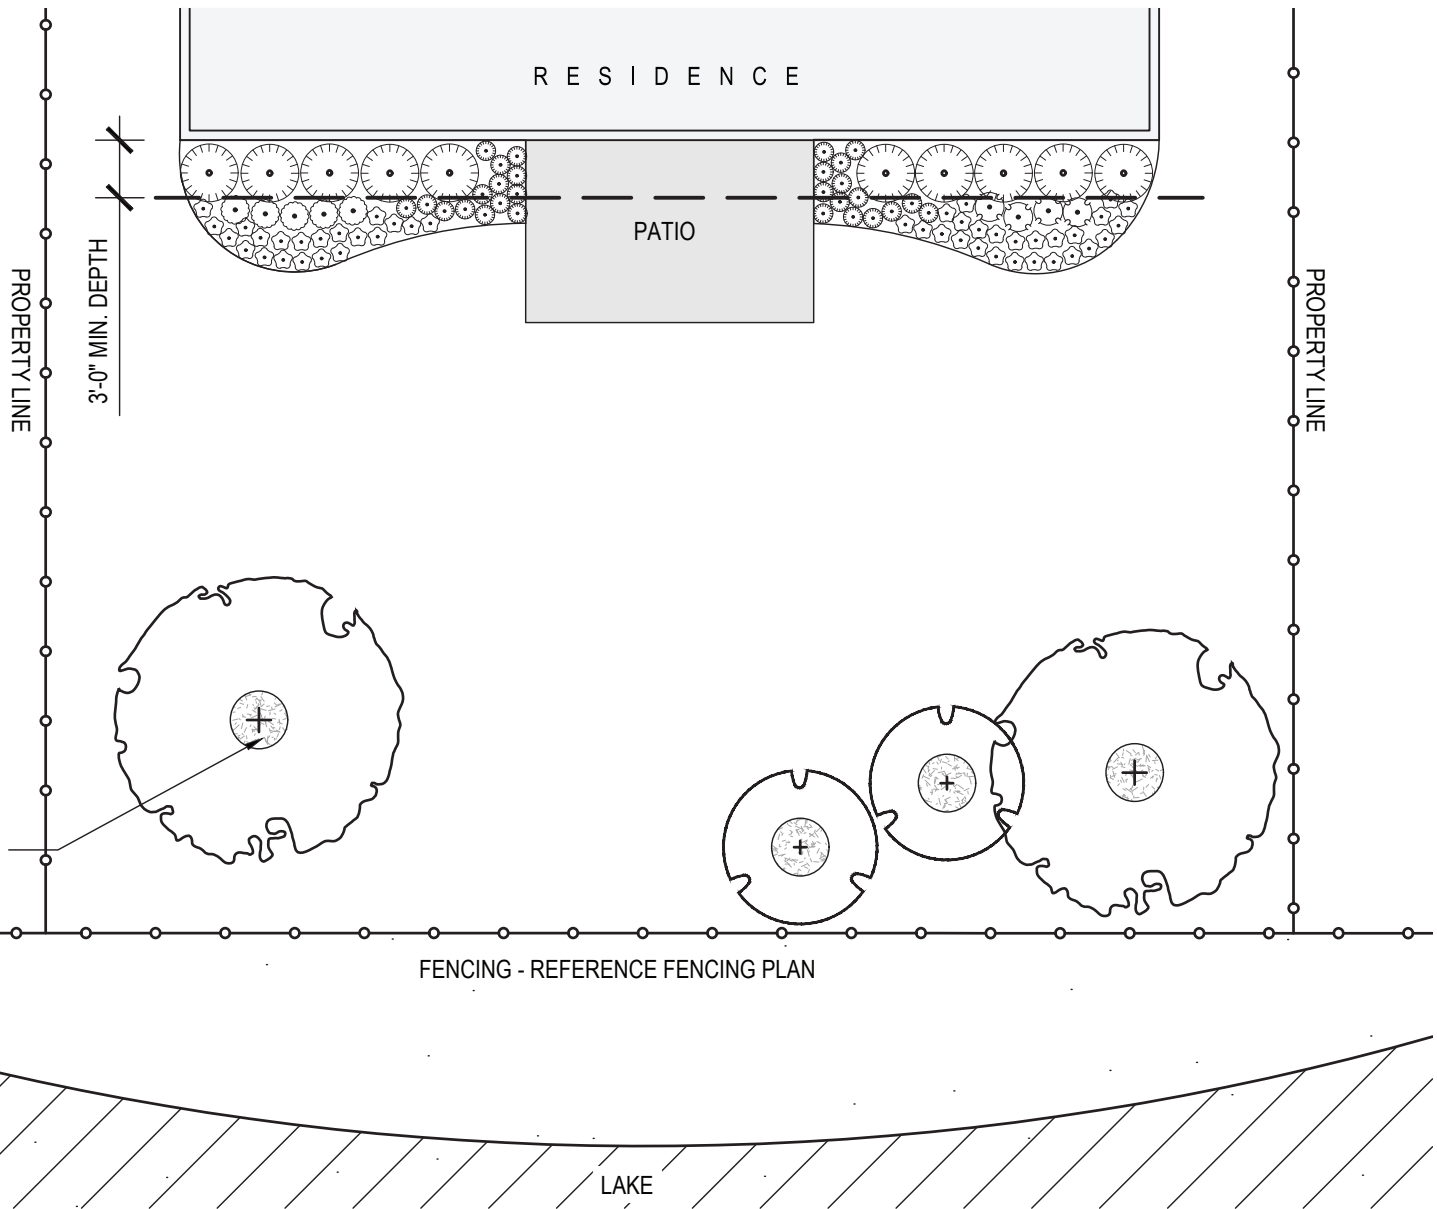 RESIDENCE
PATIO
3'-0" MIN. DEPTH
PROPERTY LINE
PROPERTY LINE
FENCING - REFERENCE FENCING PLAN
LAKE